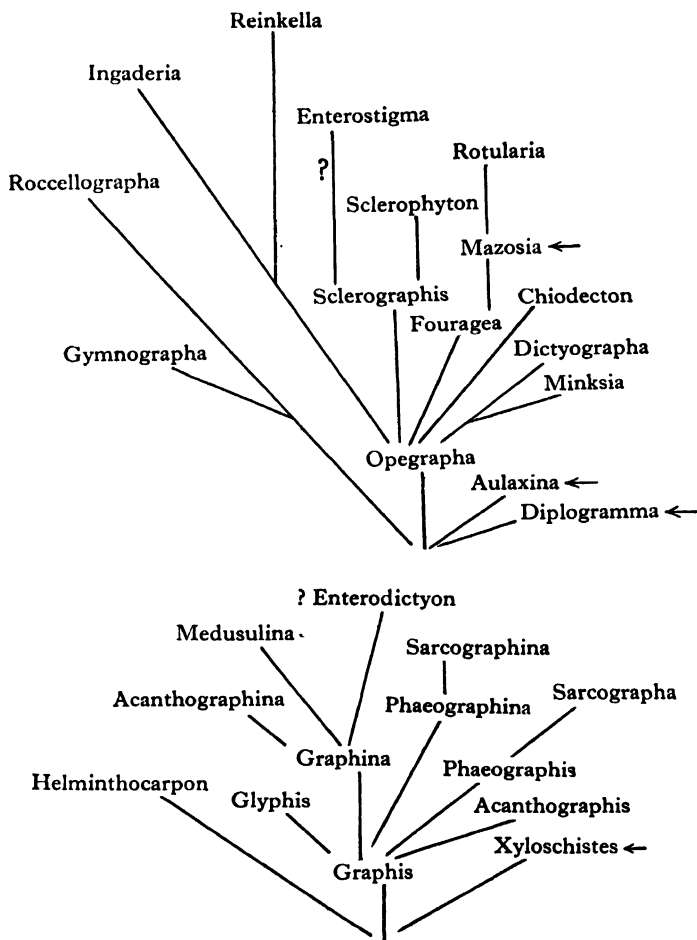 Reinkella
Ingaderia
Enterostigma
Rotularia
?
Roccellographa
Sclerophyton
Mazosia ←
Sclerographis
Chiodecton
Fouragea
Gymnographa
Dictyographa
Minksia
Opegrapha
Aulaxina ←
Diplogramma ←
? Enterodictyon
Medusulina
Sarcographina
Acanthographina
Phaeographina
Sarcographa
Graphina
Phaeographis
Helminthocarpon
Glyphis
Acanthographis
Xyloschistes ←
Graphis